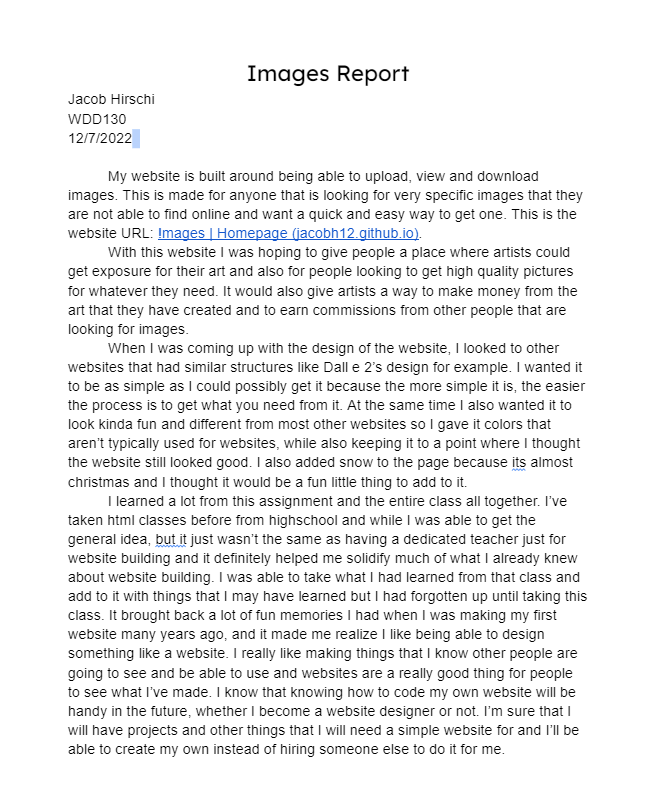 Images Report
Jacob Hirschi
WDD130
12/7/2022
My website is built around being able to upload, view and download
images. This is made for anyone that is looking for very specific images that they
are not able to find online and want a quick and easy way to get one. This is the
website URL: !mages | Homepage (jacobh12.github.io).
With this website I was hoping to give people a place where artists could
get exposure for their art and also for people looking to get high quality pictures
for whatever they need. It would also give artists a way to make money from the
art that they have created and to earn commissions from other people that are
looking for images.
When I was coming up with the design of the website, I looked to other
websites that had similar structures like Dall e 2’s design for example. I wanted it
to be as simple as I could possibly get it because the more simple it is, the easier
the process is to get what you need from it. At the same time I also wanted it to
look kinda fun and different from most other websites so I gave it colors that
aren’t typically used for websites, while also keeping it to a point where I thought
the website still looked good. I also added snow to the page because its almost
christmas and I thought it would be a fun little thing to add to it.
I learned a lot from this assignment and the entire class all together. I’ve
taken html classes before from highschool and while I was able to get the
general idea, but it just wasn’t the same as having a dedicated teacher just for
website building and it definitely helped me solidify much of what I already knew
about website building. I was able to take what I had learned from that class and
add to it with things that I may have learned but I had forgotten up until taking this
class. It brought back a lot of fun memories I had when I was making my first
website many years ago, and it made me realize I like being able to design
something like a website. I really like making things that I know other people are
going to see and be able to use and websites are a really good thing for people
to see what I’ve made. I know that knowing how to code my own website will be
handy in the future, whether I become a website designer or not. I’m sure that I
will have projects and other things that I will need a simple website for and I’ll be
able to create my own instead of hiring someone else to do it for me.